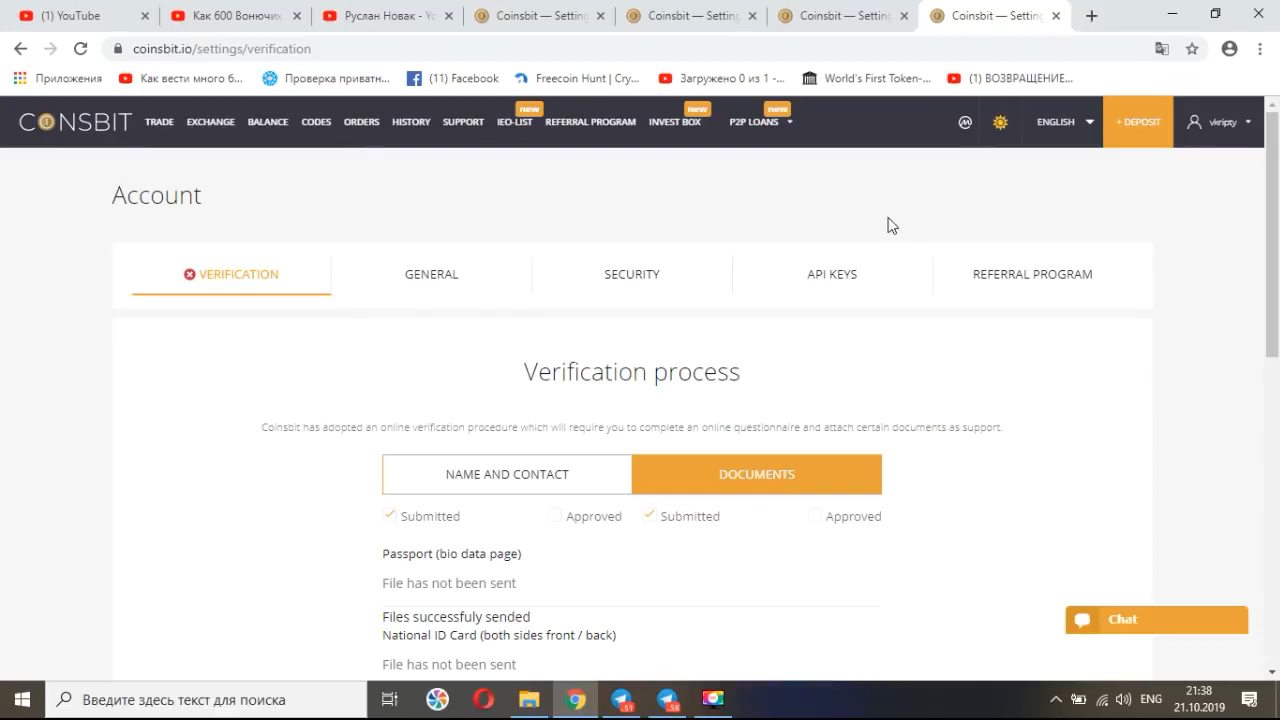 (1) YouTube
Как 600 Вонючих
Руслан Новак - Yo
Coinsbit — Setting
Coinsbit — Setting
Coinsbit — Setting
Coinsbit — Setting
coinsbit.io/settings/verification
Приложения
Как вести много б...
Проверка приватн...
(11) Facebook
Freecoin Hunt | Cry...
Загружено 0 из 1 -...
World's First Token-...
(1) ВОЗВРАЩЕНИЕ...
new
new
new
CONSBIT
TRADE
EXCHANGE
BALANCE
CODES
ORDERS
HISTORY
SUPPORT
IEO-LIST
REFERRAL PROGRAM
INVEST BOX
P2P LOANS
ENGLISH
+ DEPOSIT
vkripty
Account
VERIFICATION
GENERAL
SECURITY
API KEYS
REFERRAL PROGRAM
Verification process
Coinsbit has adopted an online verification procedure which will require you to complete an online questionnaire and attach certain documents as support.
NAME AND CONTACT
DOCUMENTS
Submitted
Approved
Submitted
Approved
Passport (bio data page)
File has not been sent
Files successfuly sended
National ID Card (both sides front / back)
File has not been sent
Chat
Введите здесь текст для поиска
ENG
21:38
21.10.2019